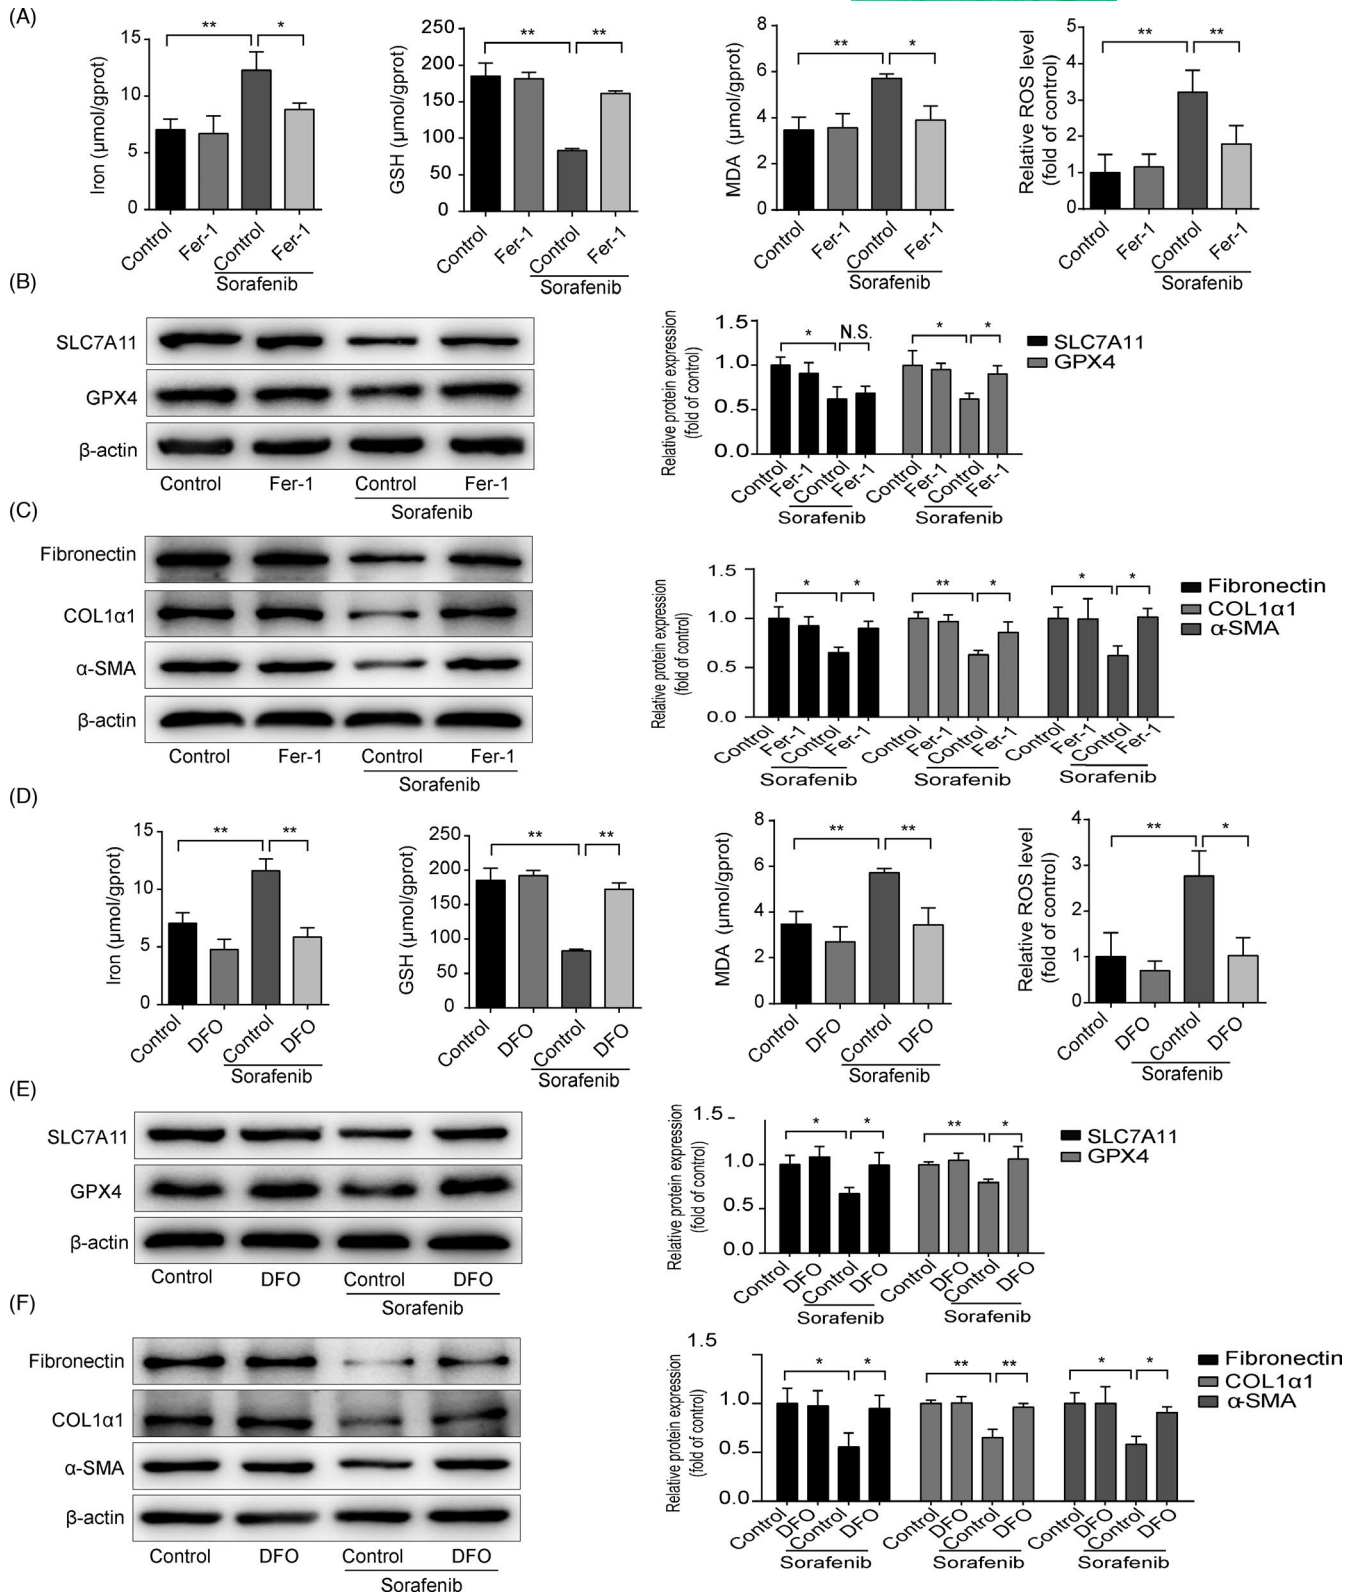 (A)
** *
15
10
5
0
Iron (μmol/gprot)
Control
Fer-1
Control
Fer-1
Sorafenib
** **
250
200
150
100
50
0
GSH (μmol/gprot)
Control
Fer-1
Control
Fer-1
Sorafenib
** *
8
6
4
2
0
MDA (μmol/gprot)
Control
Fer-1
Control
Fer-1
Sorafenib
** **
5
4
3
2
1
0
Relative ROS level
(fold of control)
Control
Fer-1
Control
Fer-1
Sorafenib
(B)
SLC7A11
GPX4
β-actin
Control Fer-1 Control Fer-1
Sorafenib
Relative protein expression
(fold of control)
1.5
1.0
0.5
0.0
* N.S. * *
SLC7A11
GPX4
Control
Fer-1
Control
Fer-1
Control
Fer-1
Control
Fer-1
Sorafenib Sorafenib
(C)
Fibronectin
COL1α1
α-SMA
β-actin
Control Fer-1 Control Fer-1
Sorafenib
Relative protein expression
(fold of control)
1.5
1.0
0.5
0.0
* * ** * * *
Fibronectin
COL1α1
α-SMA
Control
Fer-1
Control
Fer-1
Control
Fer-1
Control
Fer-1
Control
Fer-1
Control
Fer-1
Sorafenib Sorafenib Sorafenib
(D)
** **
15
10
5
0
Iron (μmol/gprot)
Control
DFO
Control
DFO
Sorafenib
** **
250
200
150
100
50
0
GSH (μmol/gprot)
Control
DFO
Control
DFO
Sorafenib
** **
8
6
4
2
0
MDA (μmol/gprot)
Control
DFO
Control
DFO
Sorafenib
** *
4
3
2
1
0
Relative ROS level
(fold of control)
Control
DFO
Control
DFO
Sorafenib
(E)
SLC7A11
GPX4
β-actin
Control DFO Control DFO
Sorafenib
Relative protein expression
(fold of control)
1.5
1.0
0.5
0.0
* * ** *
SLC7A11
GPX4
Control
DFO
Control
DFO
Control
DFO
Control
DFO
Sorafenib Sorafenib
(F)
Fibronectin
COL1α1
α-SMA
β-actin
Control DFO Control DFO
Sorafenib
Relative protein expression
(fold of control)
1.5
1.0
0.5
0.0
* * ** ** * *
Fibronectin
COL1α1
α-SMA
Control
DFO
Control
DFO
Control
DFO
Control
DFO
Control
DFO
Control
DFO
Sorafenib Sorafenib Sorafenib